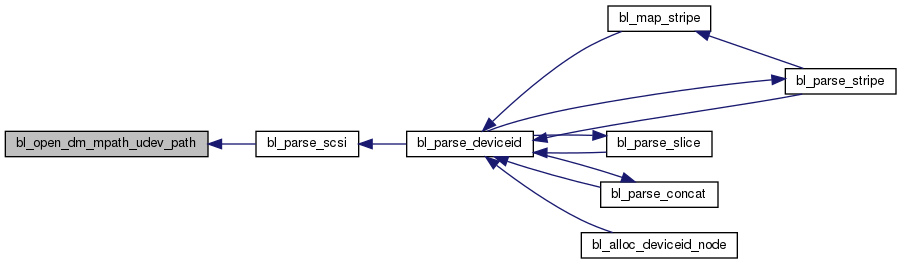 bl_map_stripe
bl_parse_stripe
bl_open_dm_mpath_udev_path
bl_parse_scsi
bl_parse_deviceid
bl_parse_slice
bl_parse_concat
bl_alloc_deviceid_node